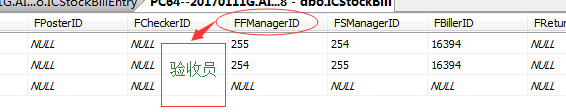 o.ICStockBillEntry PC64--20170111G.AI...8 - dbo.ICStockBill
FPosterID FCheckerID FFManagerID FSManagerID FBillerID FRetur
NULL NULL 255 254 16394 NULL
NULL NULL 254 255 16394 NULL
NULL NULL NULL NULL NULL NULL
验收员